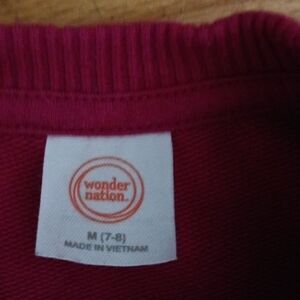 wonder
nation.
M (7-8)
MADE IN VIETNAM